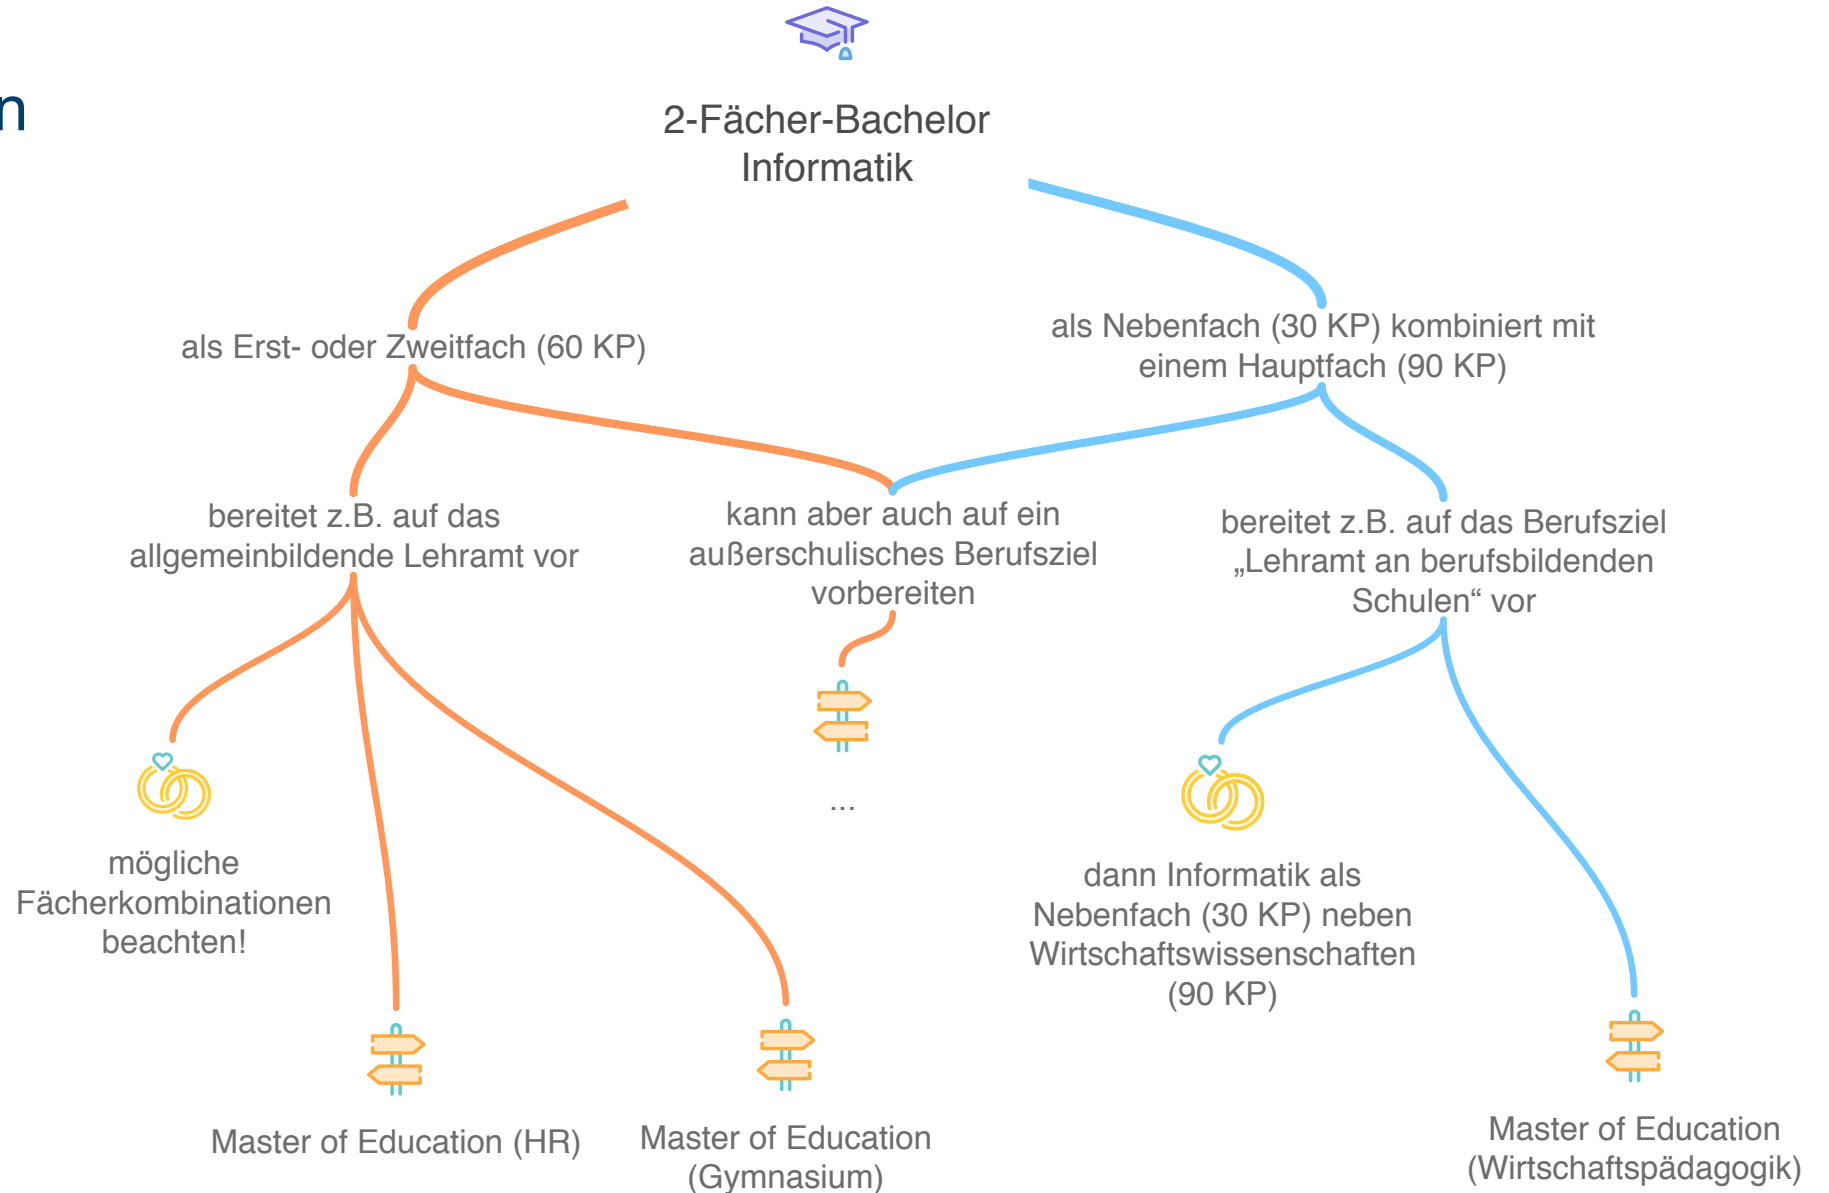 n
2-Fächer-Bachelor
Informatik
als Erst- oder Zweitfach (60 KP)
als Nebenfach (30 KP) kombiniert mit
einem Hauptfach (90 KP)
bereitet z.B. auf das
allgemeinbildende Lehramt vor
kann aber auch auf ein
außerschulisches Berufsziel
vorbereiten
bereitet z.B. auf das Berufsziel
„Lehramt an berufsbildenden
Schulen“ vor
...
mögliche
Fächerkombinationen
beachten!
dann Informatik als
Nebenfach (30 KP) neben
Wirtschaftswissenschaften
(90 KP)
Master of Education (HR)
Master of Education
(Gymnasium)
Master of Education
(Wirtschaftspädagogik)